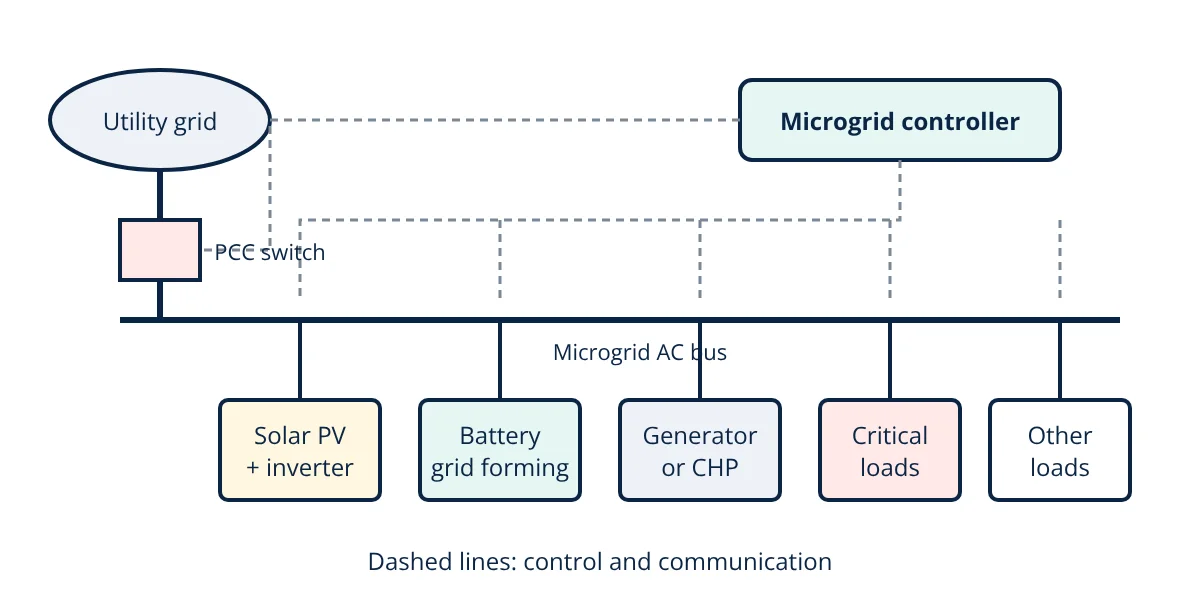 Utility grid
Microgrid controller
PCC switch
Microgrid AC bus
Solar PV
+ inverter
Battery
grid forming
Generator
or CHP
Critical
loads
Other
loads
Dashed lines: control and communication